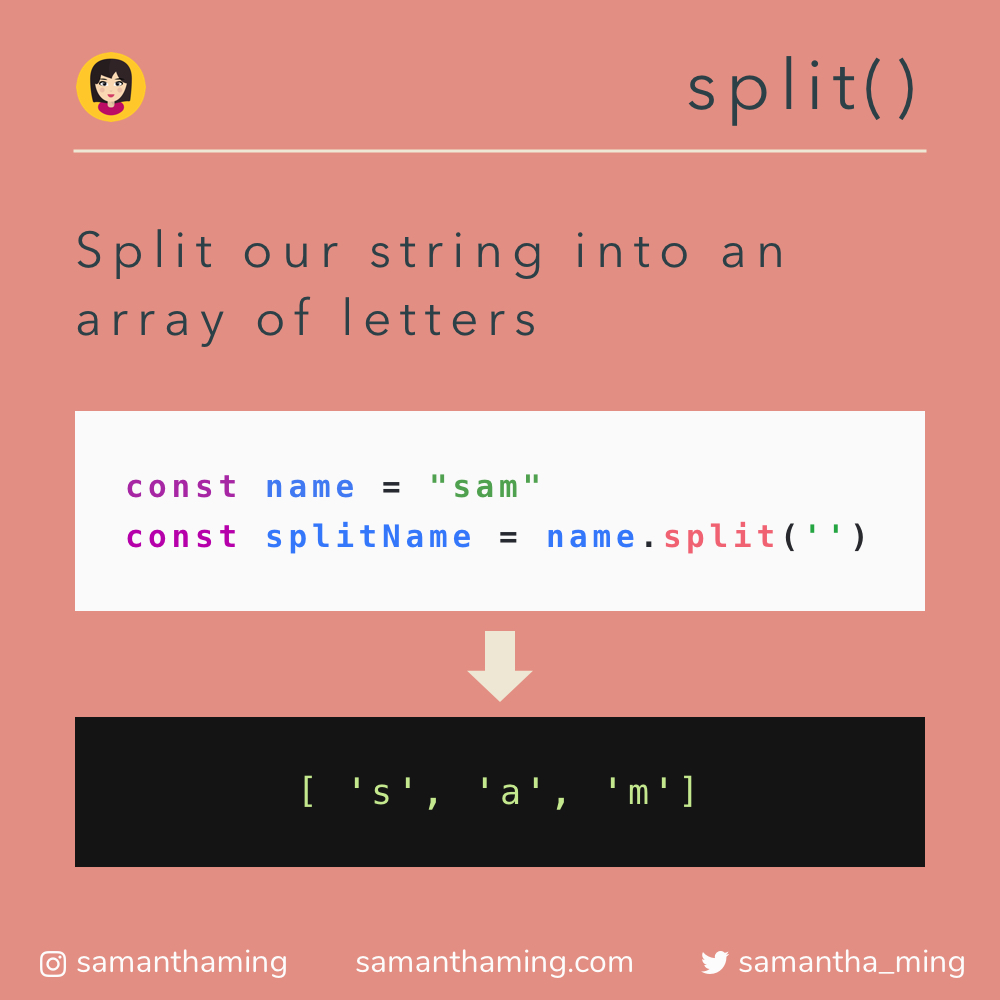 split()
Split our string into an
array of letters
const name = "sam"
const splitName = name.split('')
[ 's', 'a', 'm']
samanthaming
samanthaming.com
samantha_ming